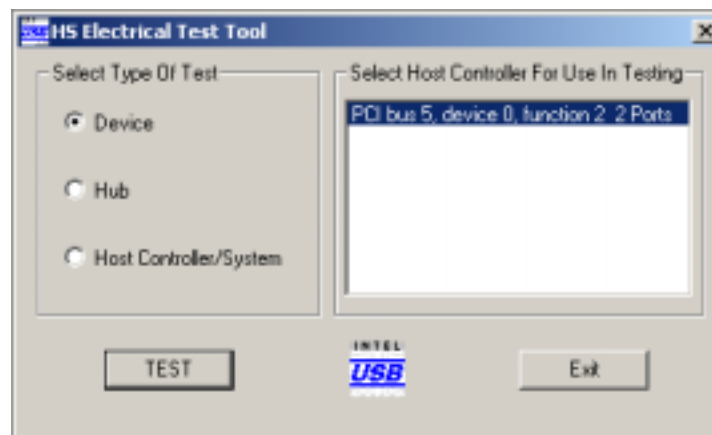 HS Electrical Test Tool
Select Type Of Test
Device
Hub
Host Controller/System
Select Host Controller For Use In Testing
PCI bus 5, device 0, function 2 2 Ports
TEST
INTEL
USB
Exit